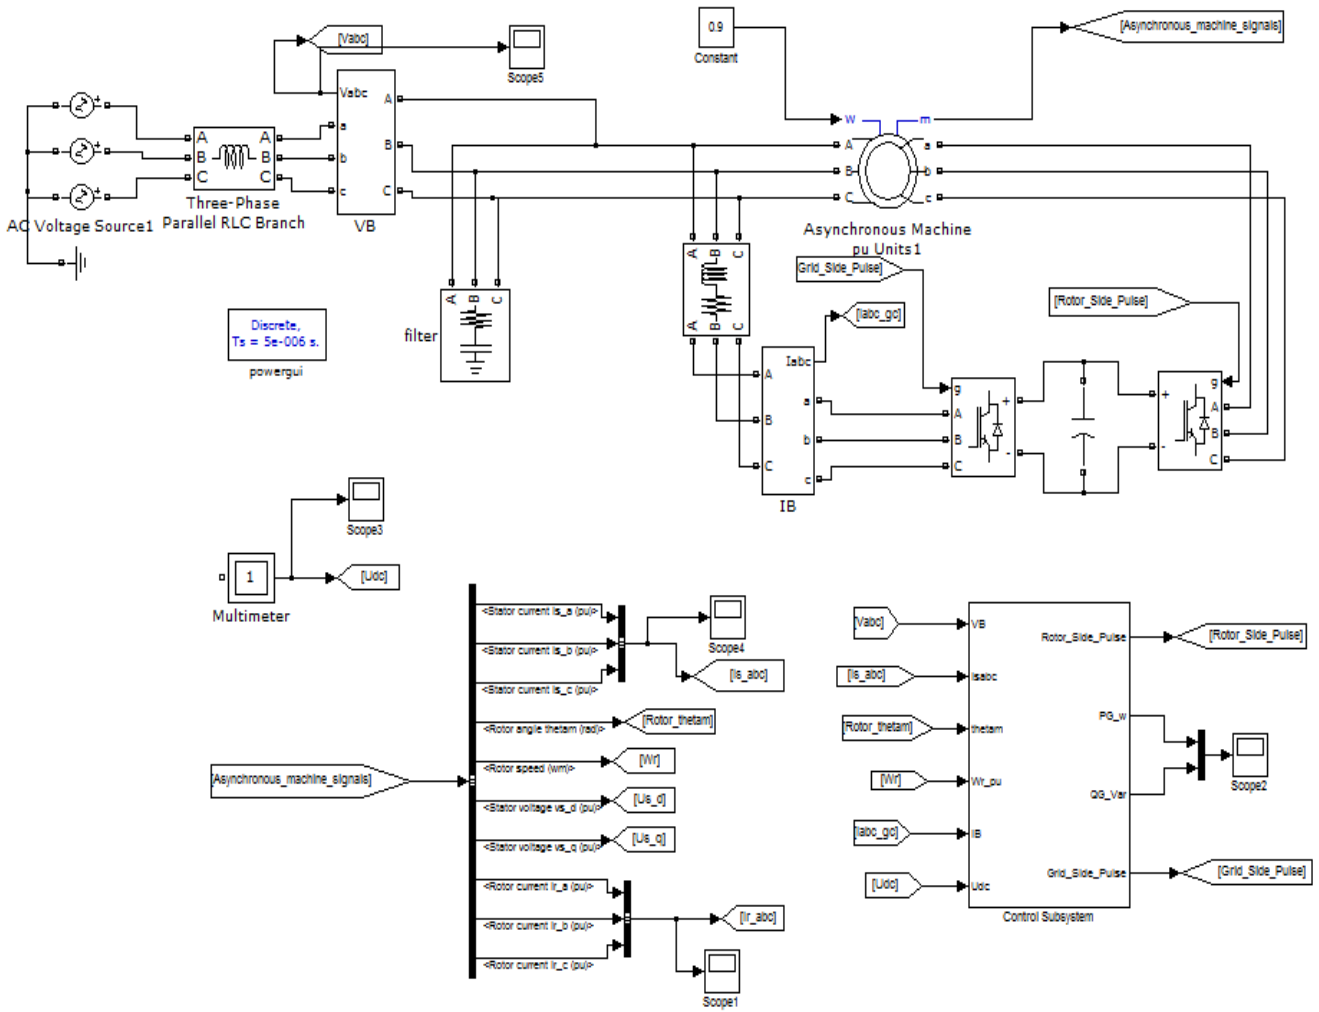 [Vabc]
Scope5
0.9
Constant
[Asynchronous_machine_signals]
AC Voltage Source1
A
B
C
A
B
C
Three-Phase
Parallel RLC Branch
Vabc
a
b
c
A
B
C
VB
w
m
A
B
C
a
b
c
Asynchronous Machine
pu Units1
Grid_Side_Pulse]
[Iabc_gc]
[Rotor_Side_Pulse]
Discrete,
Ts = 5e-006 s.
powergui
A
B
C
filter
A
B
C
A
B
C
Isbc
A
B
C
a
b
c
IB
g
A
B
C
+
-
+
-
g
A
B
C
Scope3
1
[Udc]
Multimeter
<Stator current is_a (pu)>
<Stator current is_b (pu)>
<Stator current is_c (pu)>
Scope4
[Is_abc]
<Rotor angle thetam (rad)>
[Rotor_thetam]
<Rotor speed (wm)>
[Wr]
[Asynchronous_machine_signals]
<Stator voltage vs_d (pu)>
[Us_d]
<Stator voltage vs_q (pu)>
[Us_q]
<Rotor current ir_a (pu)>
<Rotor current ir_b (pu)>
<Rotor current ir_c (pu)>
[Ir_abc]
Scope1
[Vabc]
[Is_abc]
[Rotor_thetam]
[Wr]
[Iabc_gc]
[Udc]
VB
Isabc
thetam
Wr_pu
IB
Udc
Rotor_Side_Pulse
PG_w
QG_Var
Grid_Side_Pulse
Control Subsystem
[Rotor_Side_Pulse]
Scope2
[Grid_Side_Pulse]